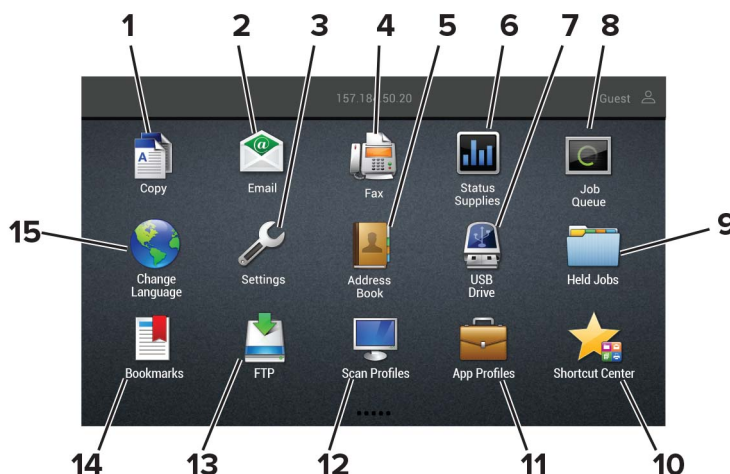 1 2 3 4 5 6 7 8
157.184.50.20 Guest
A @
Copy Email Fax Status Supplies Job Queue
15 9
Change Language Settings Address Book USB Drive Held Jobs
Bookmarks FTP Scan Profiles App Profiles Shortcut Center
14 13 12 11 10